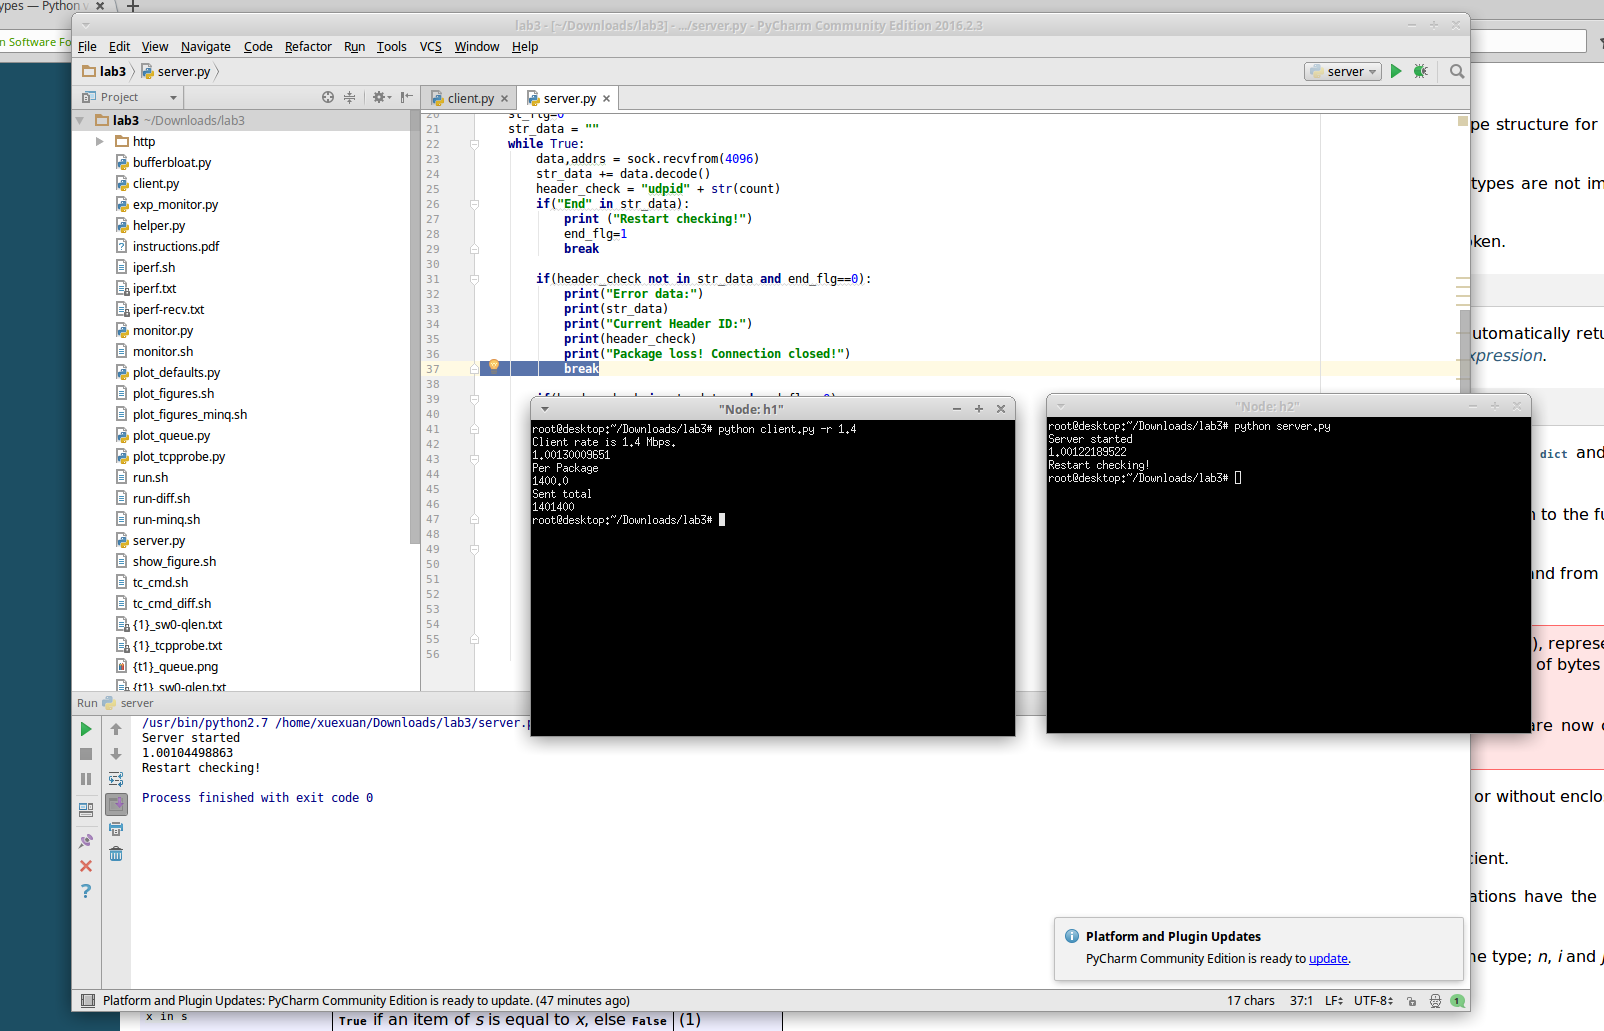 ypes — Python v
n Software Fo
lab3 - [~/Downloads/lab3] - .../server.py - PyCharm Community Edition 2016.2.3
File Edit View Navigate Code Refactor Run Tools VCS Window Help
lab3 server.py
server
Project
client.py
server.py
lab3 ~/Downloads/lab3
http
bufferbloat.py
client.py
exp_monitor.py
helper.py
instructions.pdf
iperf.sh
iperf.txt
iperf-recv.txt
monitor.py
monitor.sh
plot_defaults.py
plot_figures.sh
plot_figures_minq.sh
plot_queue.py
plot_tcpprobe.py
run.sh
run-diff.sh
run-minq.sh
server.py
show_figure.sh
tc_cmd.sh
tc_cmd_diff.sh
{1}_sw0-qlen.txt
{1}_tcpprobe.txt
{t1}_queue.png
{t1}_sw0-qlen.txt
20 st_flg=0
21 str_data = ""
22 while True:
23 data,addrs = sock.recvfrom(4096)
24 str_data += data.decode()
25 header_check = "udpid" + str(count)
26 if("End" in str_data):
27 print ("Restart checking!")
28 end_flg=1
29 break
30
31 if(header_check not in str_data and end_flg==0):
32 print("Error data:")
33 print(str_data)
34 print("Current Header ID:")
35 print(header_check)
36 print("Package loss! Connection closed!")
37 break
38
39
40
41
42
43
44
45
46
47
48
49
50
51
52
53
54
55
56
"Node: h1"
root@desktop:~/Downloads/lab3# python client.py -r 1.4
Client rate is 1.4 Mbps.
1.00130009651
Per Package
1400.0
Sent total
1401400
root@desktop:~/Downloads/lab3#
"Node: h2"
root@desktop:~/Downloads/lab3# python server.py
Server started
1.00122189522
Restart checking!
root@desktop:~/Downloads/lab3#
Run server
/usr/bin/python2.7 /home/xuexuan/Downloads/lab3/server.p
Server started
1.00104498863
Restart checking!
Process finished with exit code 0
Platform and Plugin Updates
PyCharm Community Edition is ready to update.
Platform and Plugin Updates: PyCharm Community Edition is ready to update. (47 minutes ago)
17 chars 37:1 LF UTF-8 1
pe structure for
types are not im
ken.
utomatically retu
xpression.
dict and
n to the fu
and from
), represe
of bytes
are now c
or without enclo
cient.
ations have the
ne type; n, i and j
x in s
True if an item of s is equal to x, else False
(1)